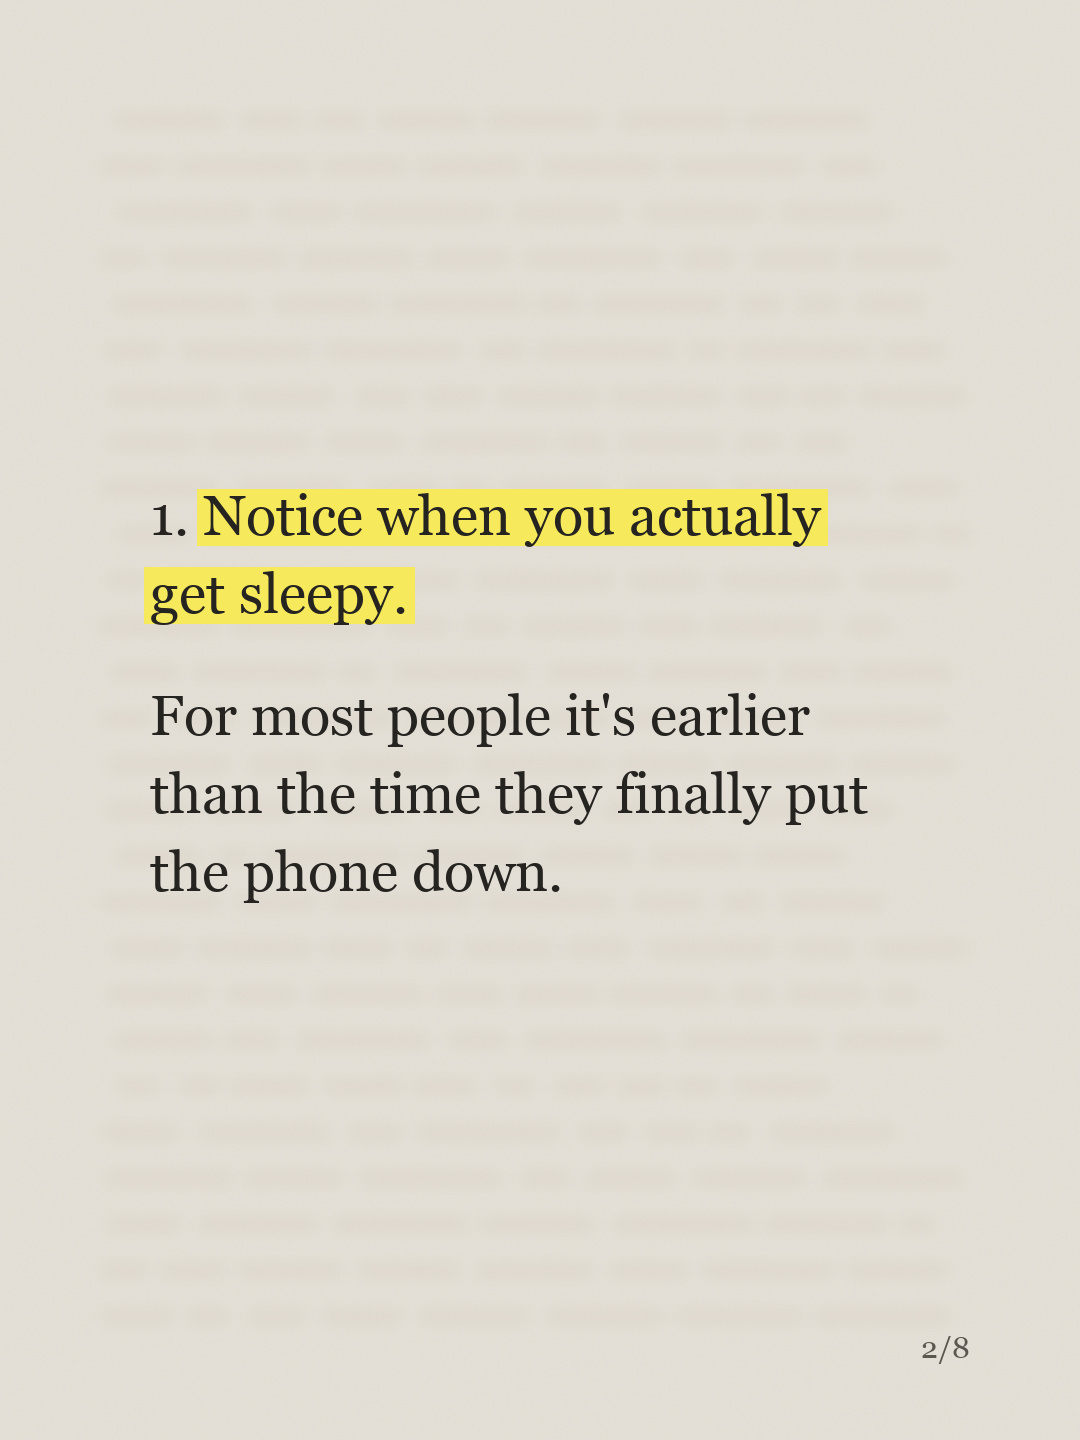 1. Notice when you actually
get sleepy.
For most people it's earlier
than the time they finally put
the phone down.
2/8